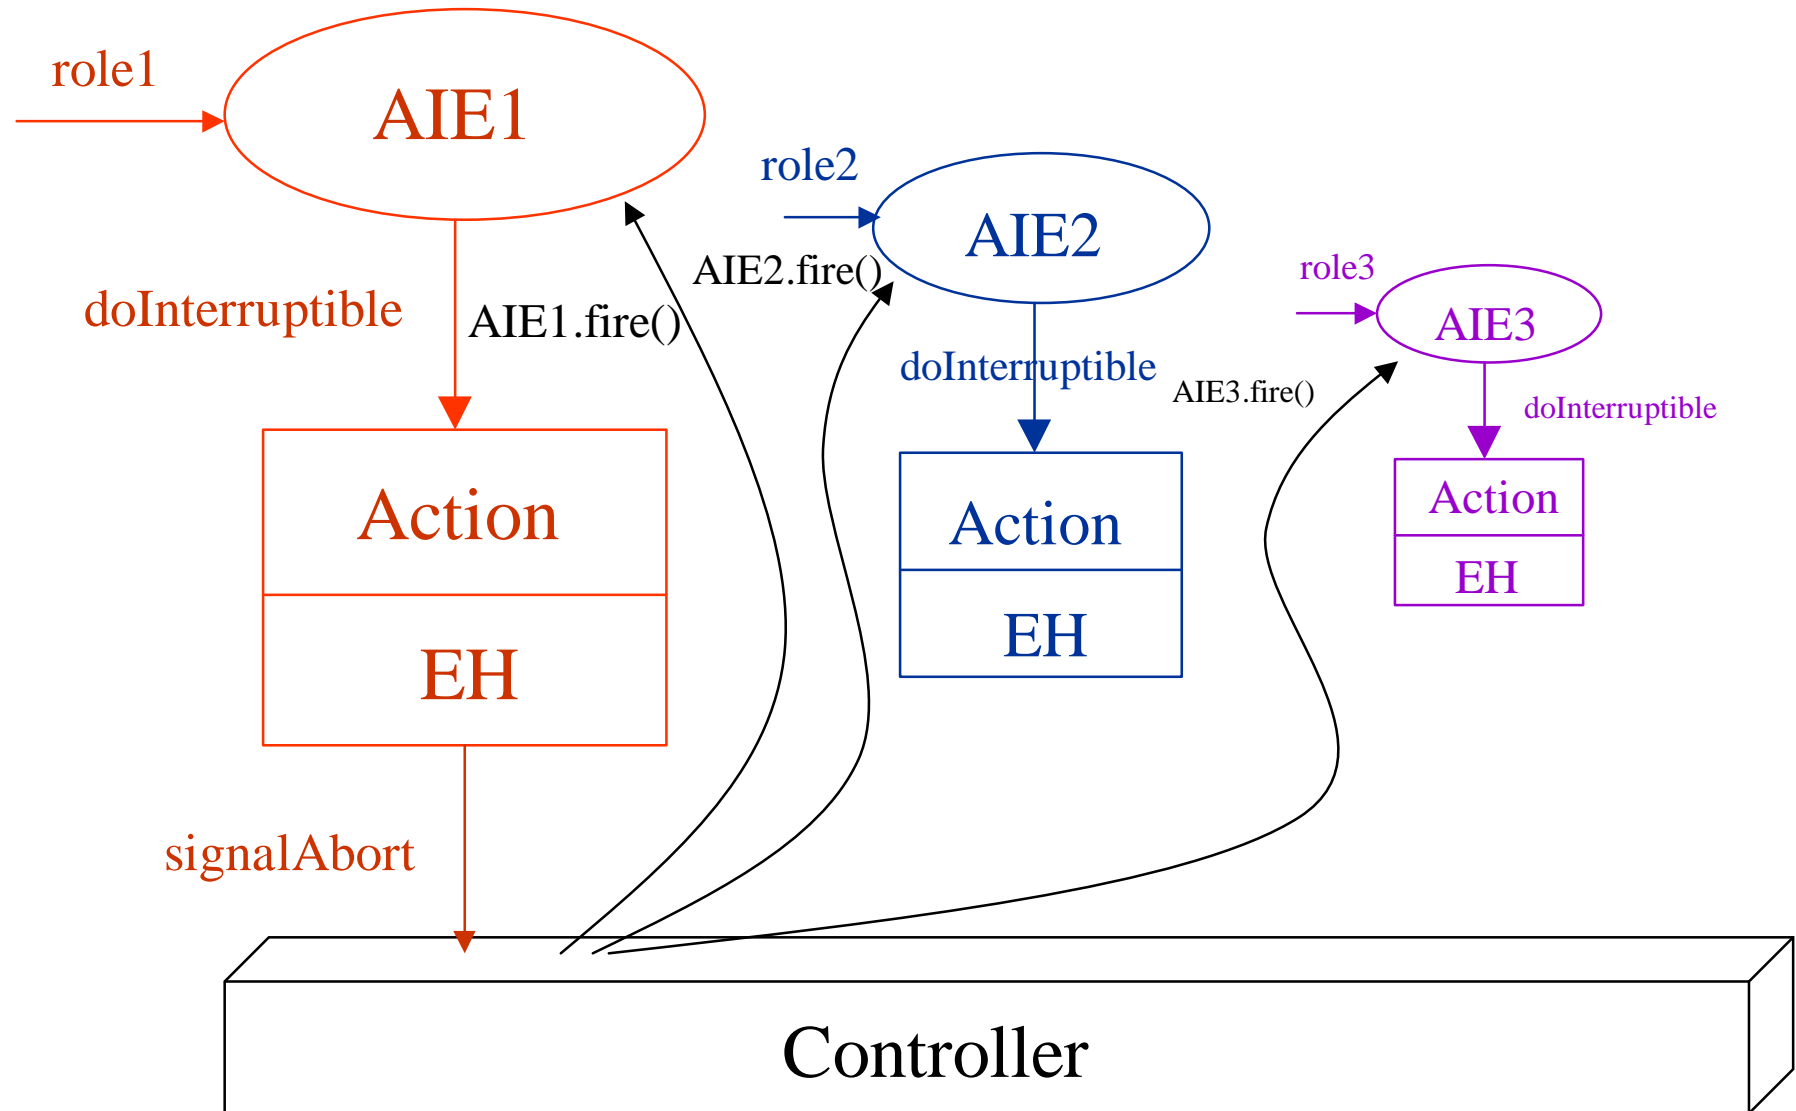 role1
AIE1
role2
AIE2
AIE2.fire()
role3
AIE3
doInterruptible
AIE1.fire()
doInterruptible
AIE3.fire()
doInterruptible
Action
EH
Action
EH
Action
EH
signalAbort
Controller